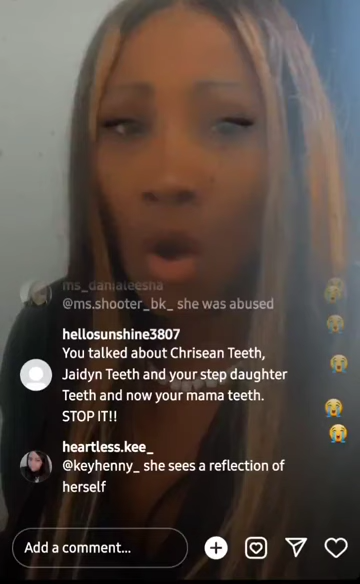 ms_danjaleesha
@ms.shooter_bk_ she was abused
hellosunshine3807
You talked about Chrisean Teeth,
Jaidyn Teeth and your step daughter
Teeth and now your mama teeth.
STOP IT!!
heartless.kee_
@keyhenny_ she sees a reflection of
herself
Add a comment...